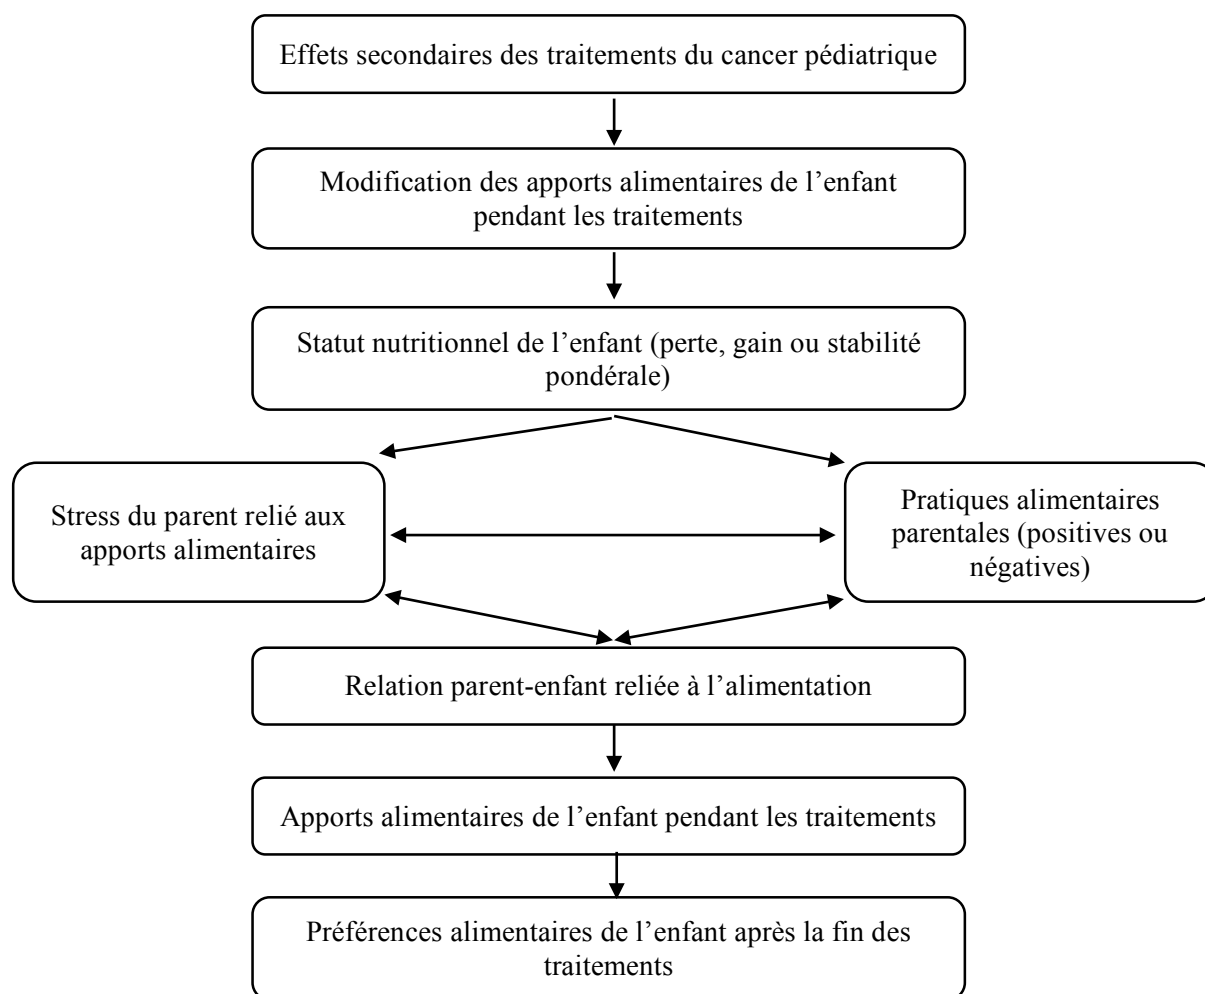 Effets secondaires des traitements du cancer pédiatrique
Modification des apports alimentaires de l’enfant
pendant les traitements
Statut nutritionnel de l’enfant (perte, gain ou stabilité
pondérale)
Stress du parent relié aux
apports alimentaires
Pratiques alimentaires
parentales (positives ou
négatives)
Relation parent-enfant reliée à l’alimentation
Apports alimentaires de l’enfant pendant les traitements
Préférences alimentaires de l’enfant après la fin des
traitements